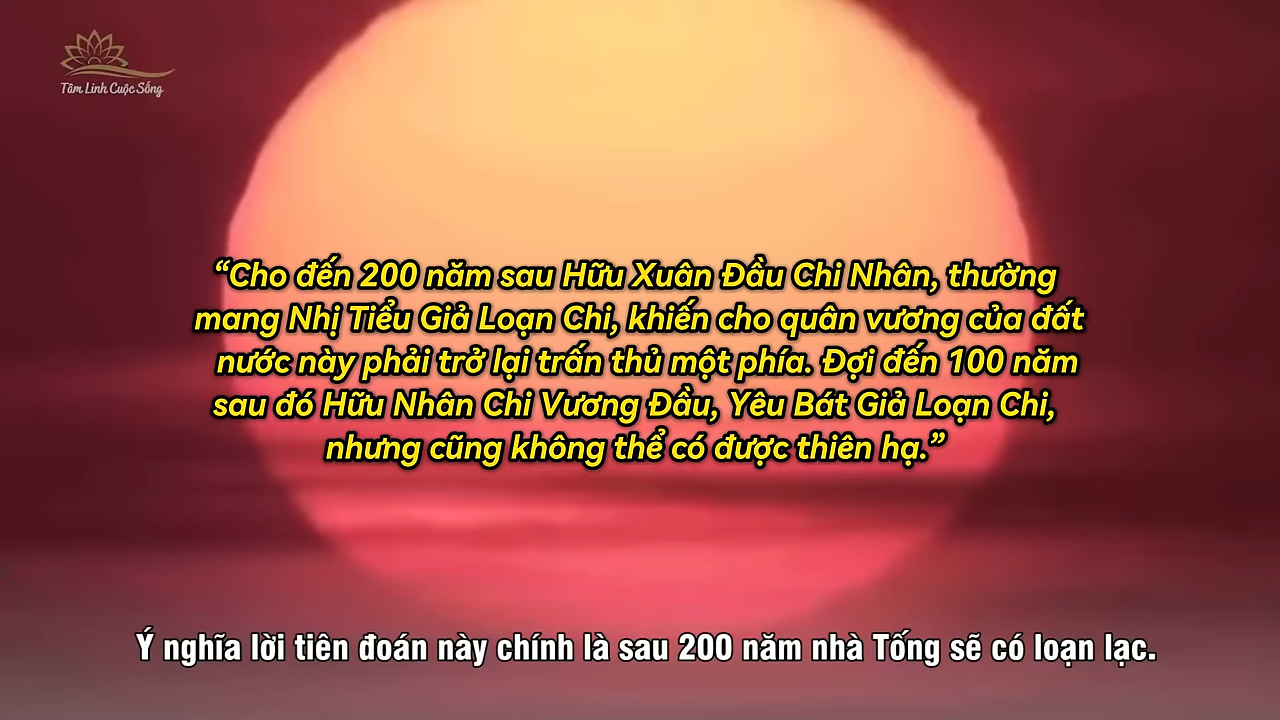 Tâm Linh Cuộc Sống
“Cho đến 200 năm sau Hữu Xuân Đầu Chi Nhân, thường
mang Nhị Tiểu Giả Loạn Chi, khiến cho quân vương của đất
nước này phải trở lại trấn thủ một phía. Đợi đến 100 năm
sau đó Hữu Nhân Chi Vương Đầu, Yêu Bát Giả Loạn Chi,
nhưng cũng không thể có được thiên hạ.”
Ý nghĩa lời tiên đoán này chính là sau 200 năm nhà Tống sẽ có loạn lạc.